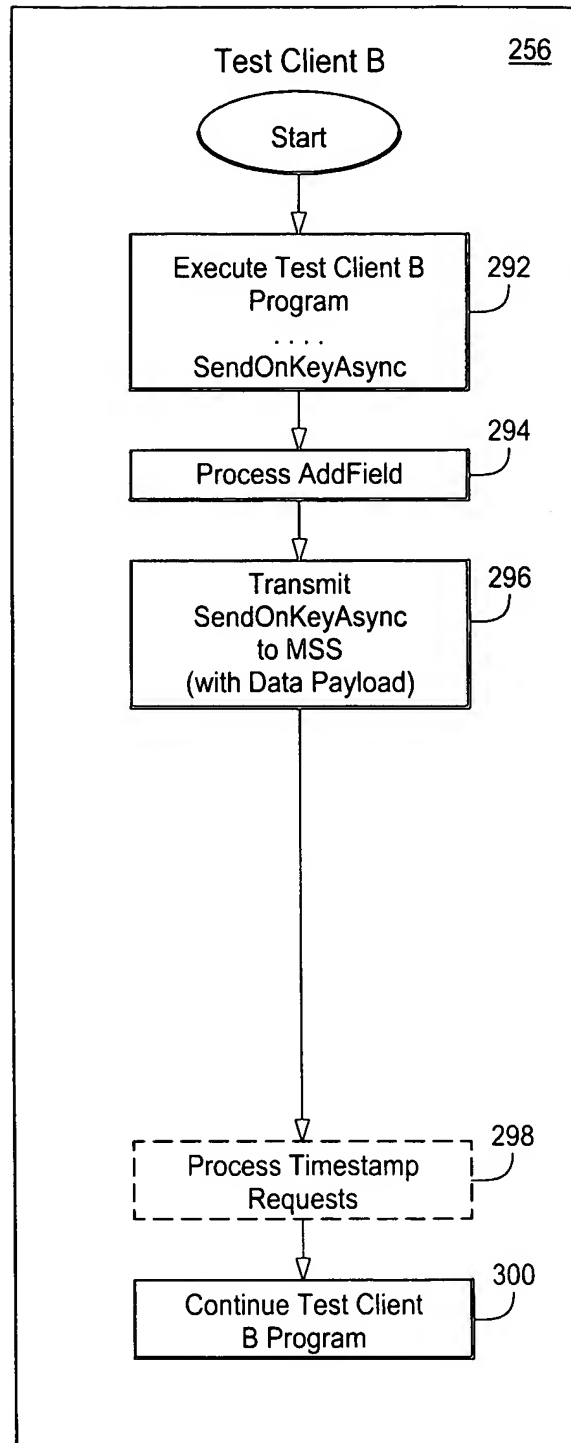 Test Client B
256
Start
Execute Test Client B
Program
. . . .
SendOnKeyAsync
292
Process AddField
294
Transmit
SendOnKeyAsync
to MSS
(with Data Payload)
296
Process Timestamp
Requests
298
Continue Test Client
B Program
300